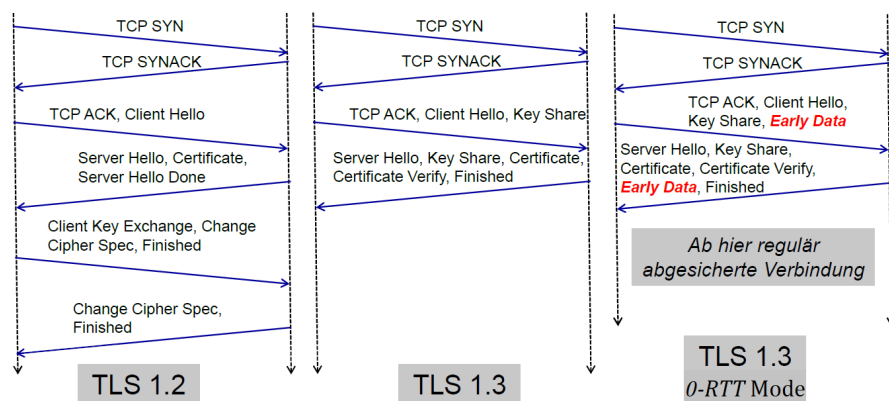 TCP SYN
TCP SYNACK
TCP ACK, Client Hello
Server Hello, Certificate,
Server Hello Done
Client Key Exchange, Change
Cipher Spec, Finished
Change Cipher Spec,
Finished
TLS 1.2
TCP SYN
TCP SYNACK
TCP ACK, Client Hello, Key Share
Server Hello, Key Share, Certificate,
Certificate Verify, Finished
TLS 1.3
TCP SYN
TCP SYNACK
TCP ACK, Client Hello,
Key Share, Early Data
Server Hello, Key Share,
Certificate, Certificate Verify,
Early Data, Finished
Ab hier regulär
abgesicherte Verbindung
TLS 1.3
0-RTT Mode